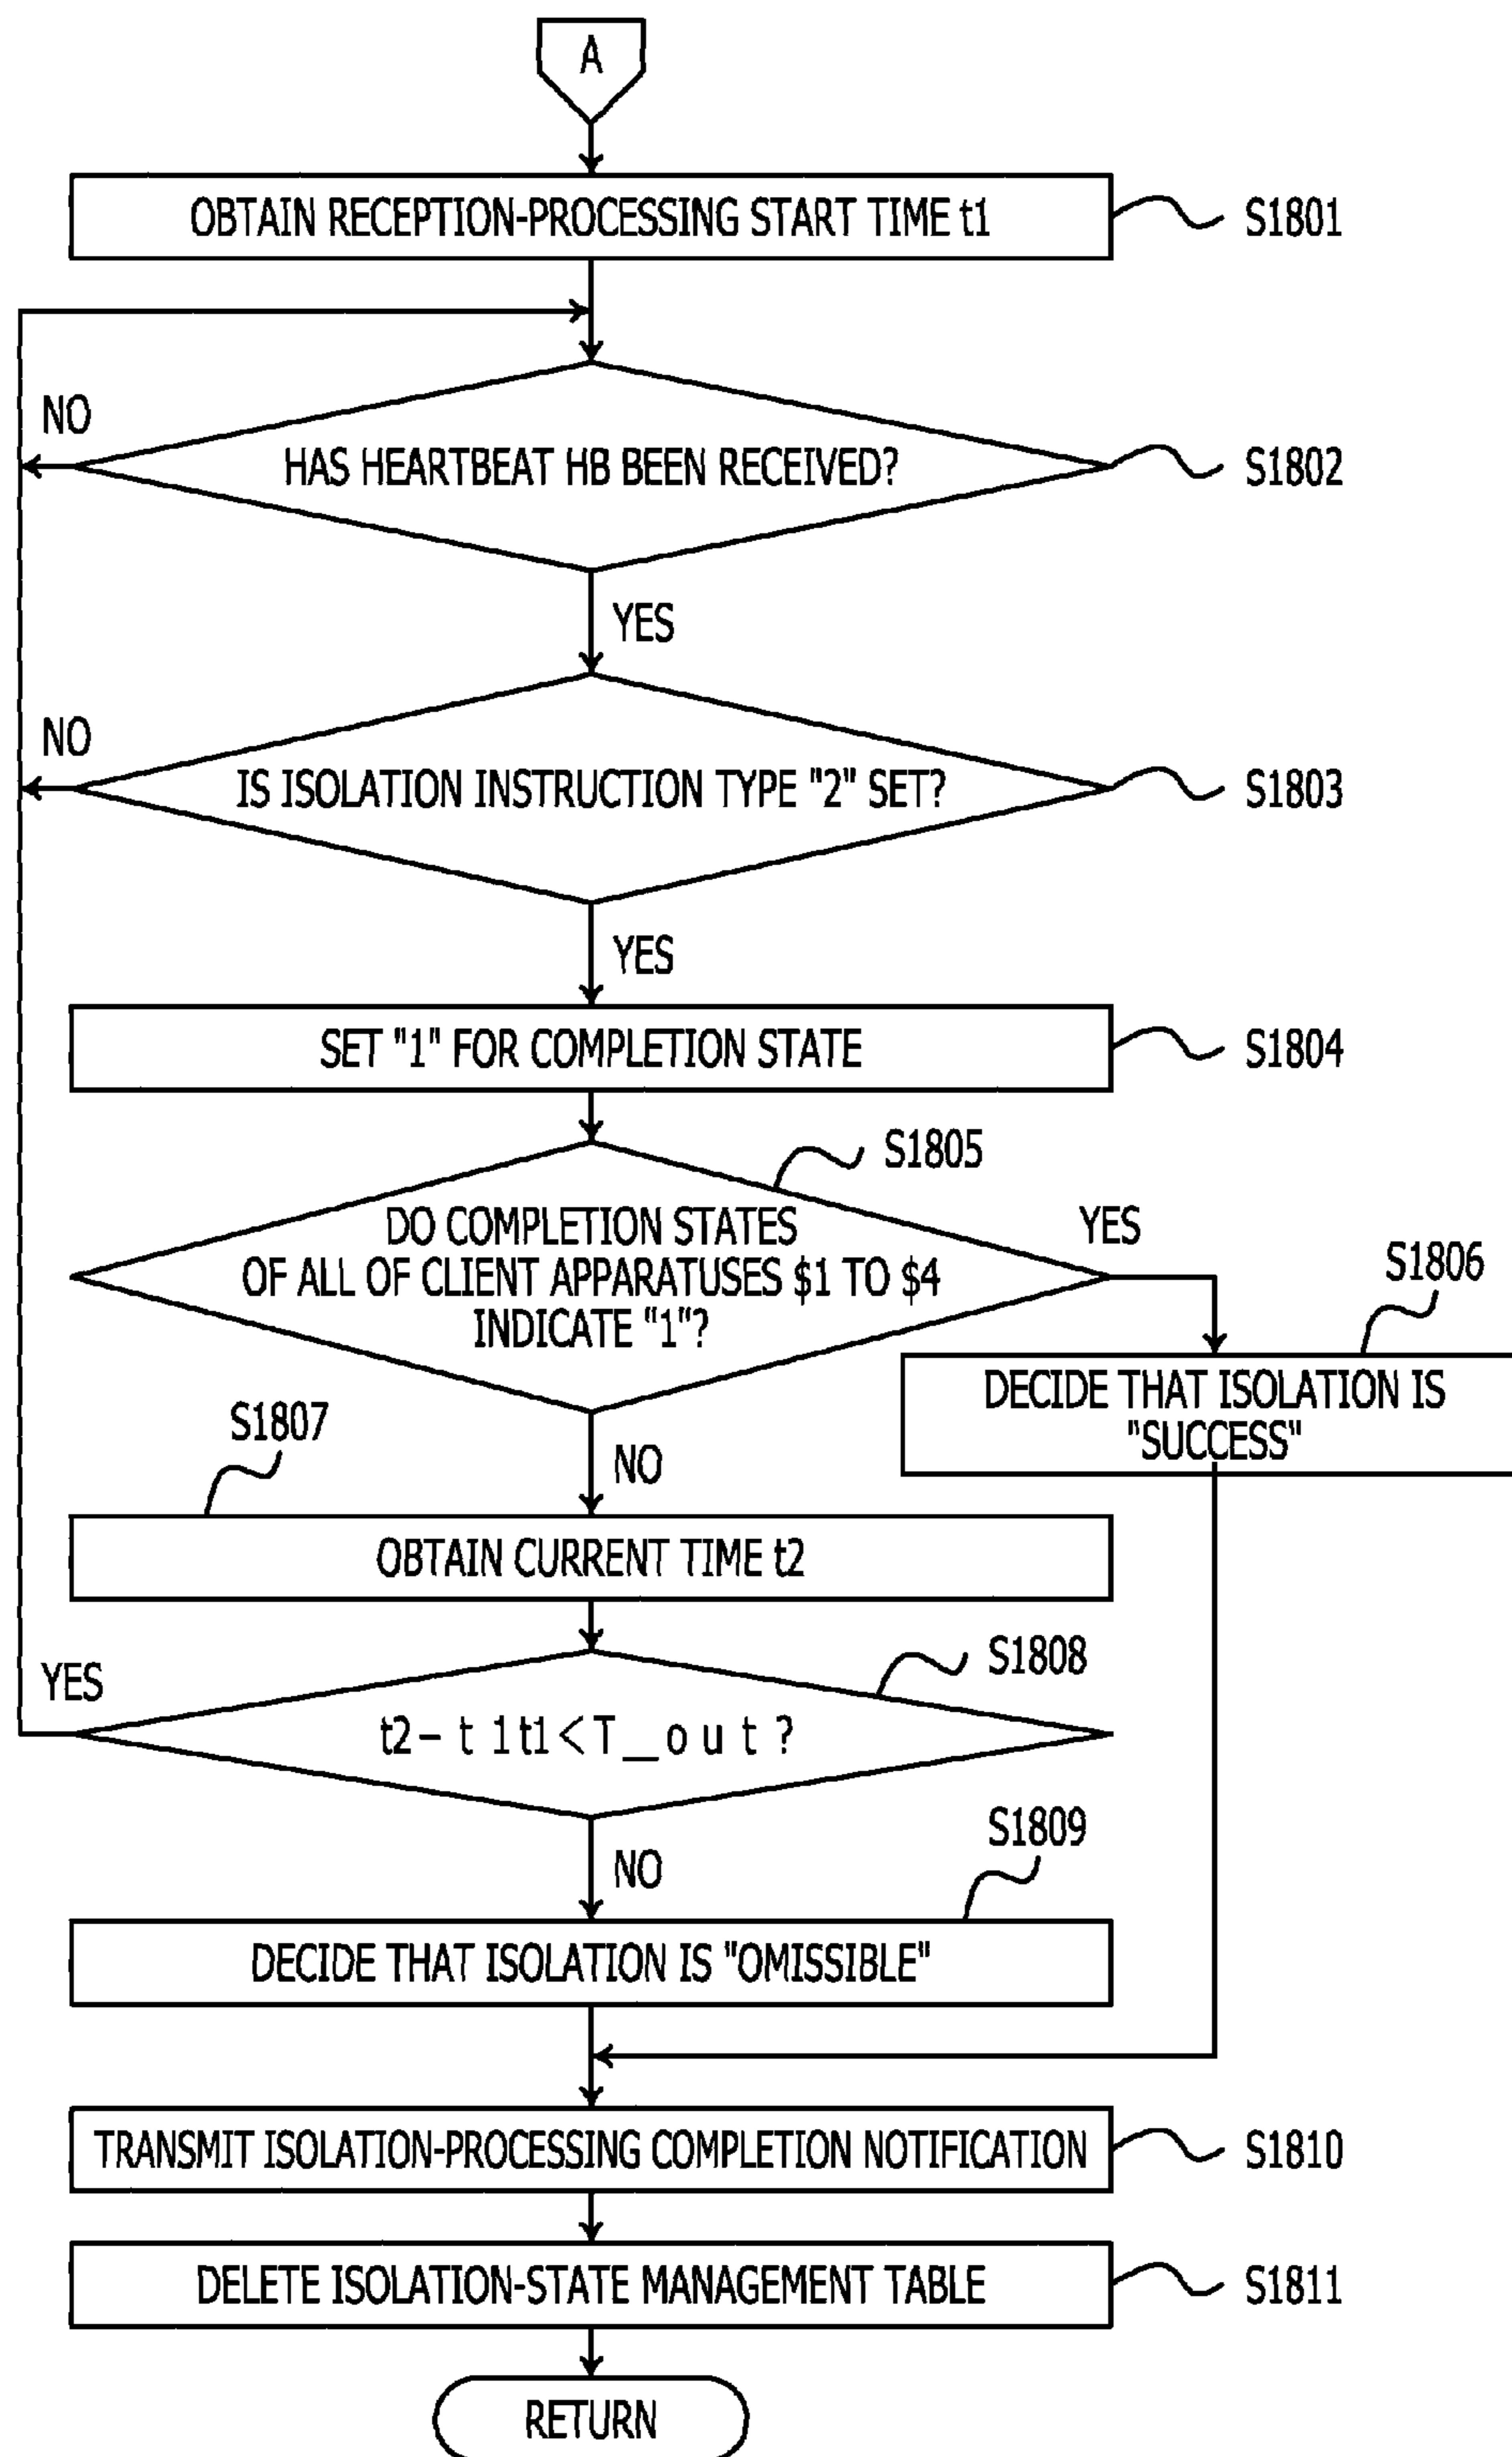 A
OBTAIN RECEPTION-PROCESSING START TIME t1
S1801
NO
HAS HEARTBEAT HB BEEN RECEIVED?
S1802
YES
NO
IS ISOLATION INSTRUCTION TYPE "2" SET?
S1803
YES
SET "1" FOR COMPLETION STATE
S1804
S1805
DO COMPLETION STATES
OF ALL OF CLIENT APPARATUSES $1 TO $4
INDICATE "1"?
YES
S1806
DECIDE THAT ISOLATION IS
"SUCCESS"
NO
S1807
OBTAIN CURRENT TIME t2
S1808
YES
t2– t 1t1<T_out ?
NO
S1809
DECIDE THAT ISOLATION IS "OMISSIBLE"
TRANSMIT ISOLATION-PROCESSING COMPLETION NOTIFICATION
S1810
DELETE ISOLATION-STATE MANAGEMENT TABLE
S1811
RETURN